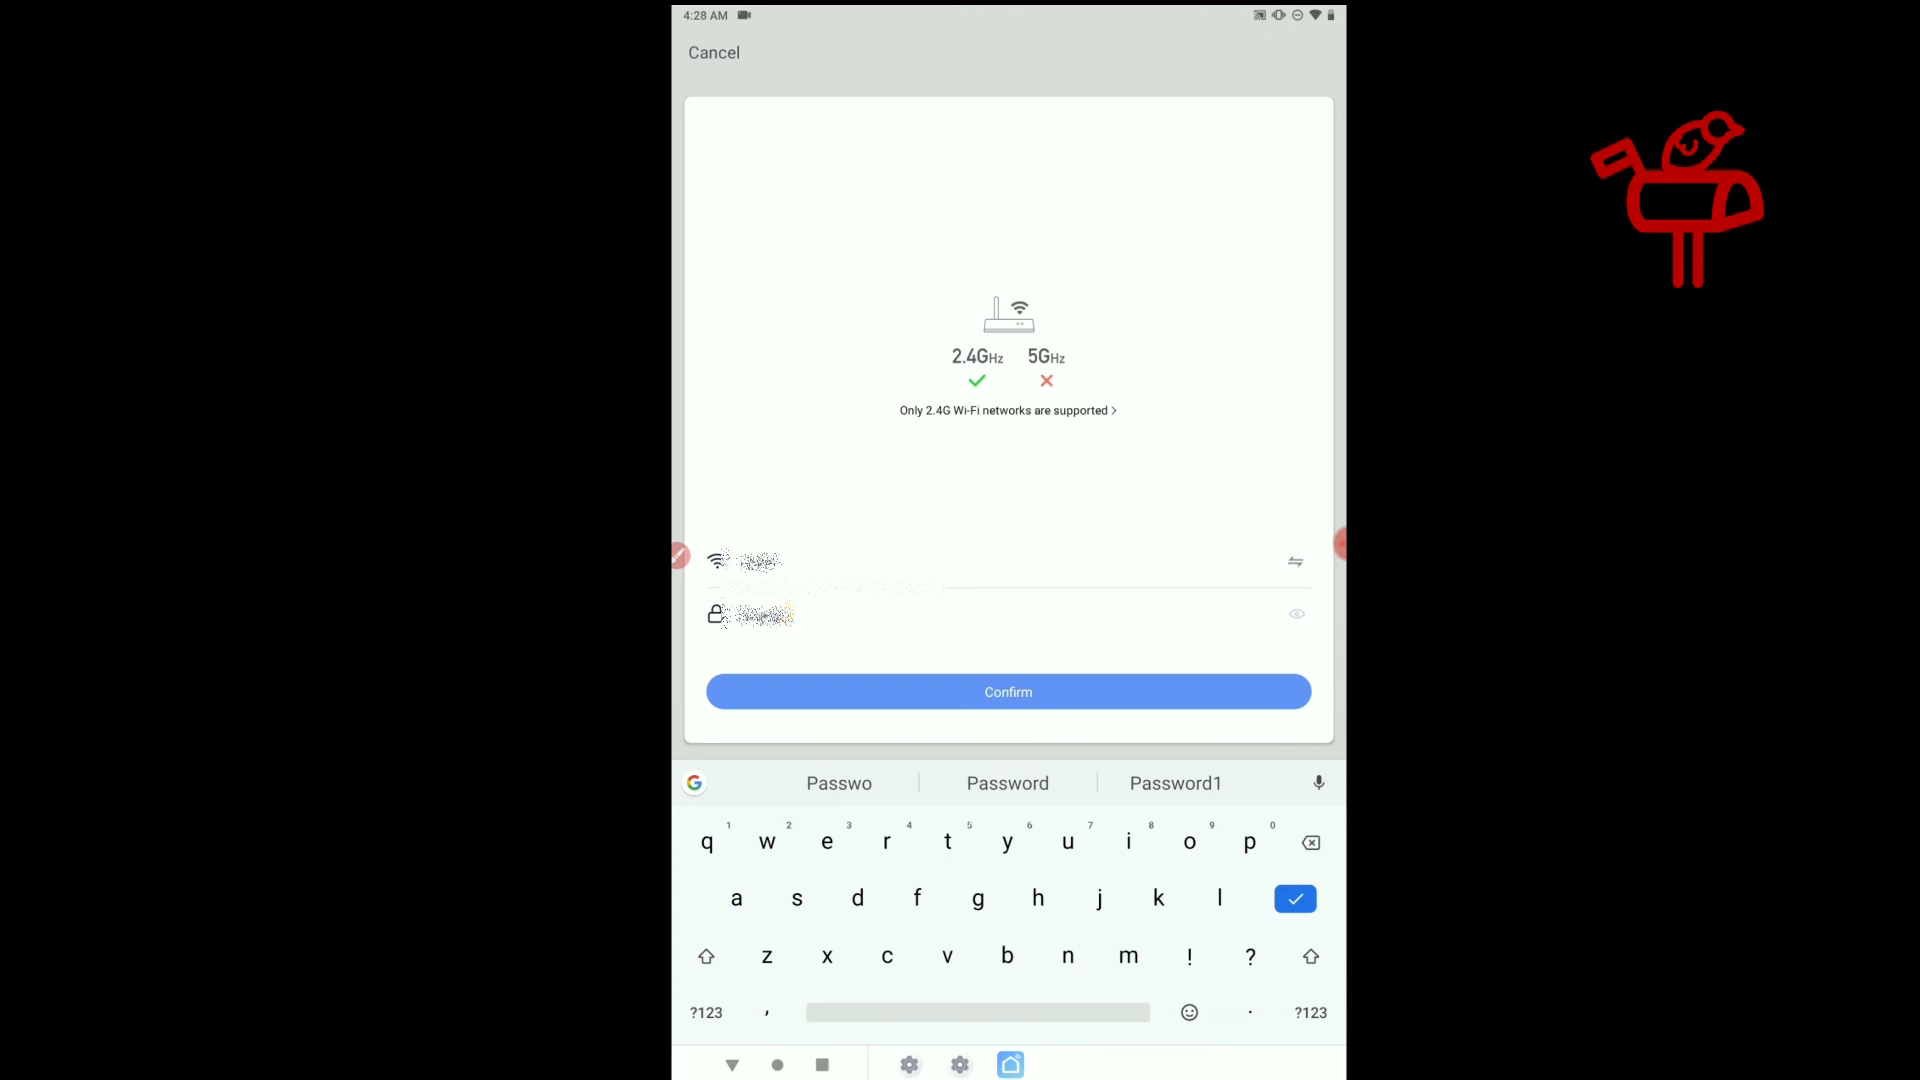 4:28 AM
Cancel
2.4GHz 5GHz
Only 2.4G Wi-Fi networks are supported >
Confirm
G Passwo Password Password1
1 2 3 4 5 6 7 8 9 0
q w e r t y u i o p
a s d f g h j k l
z x c v b n m ! ?
?123 , . ?123